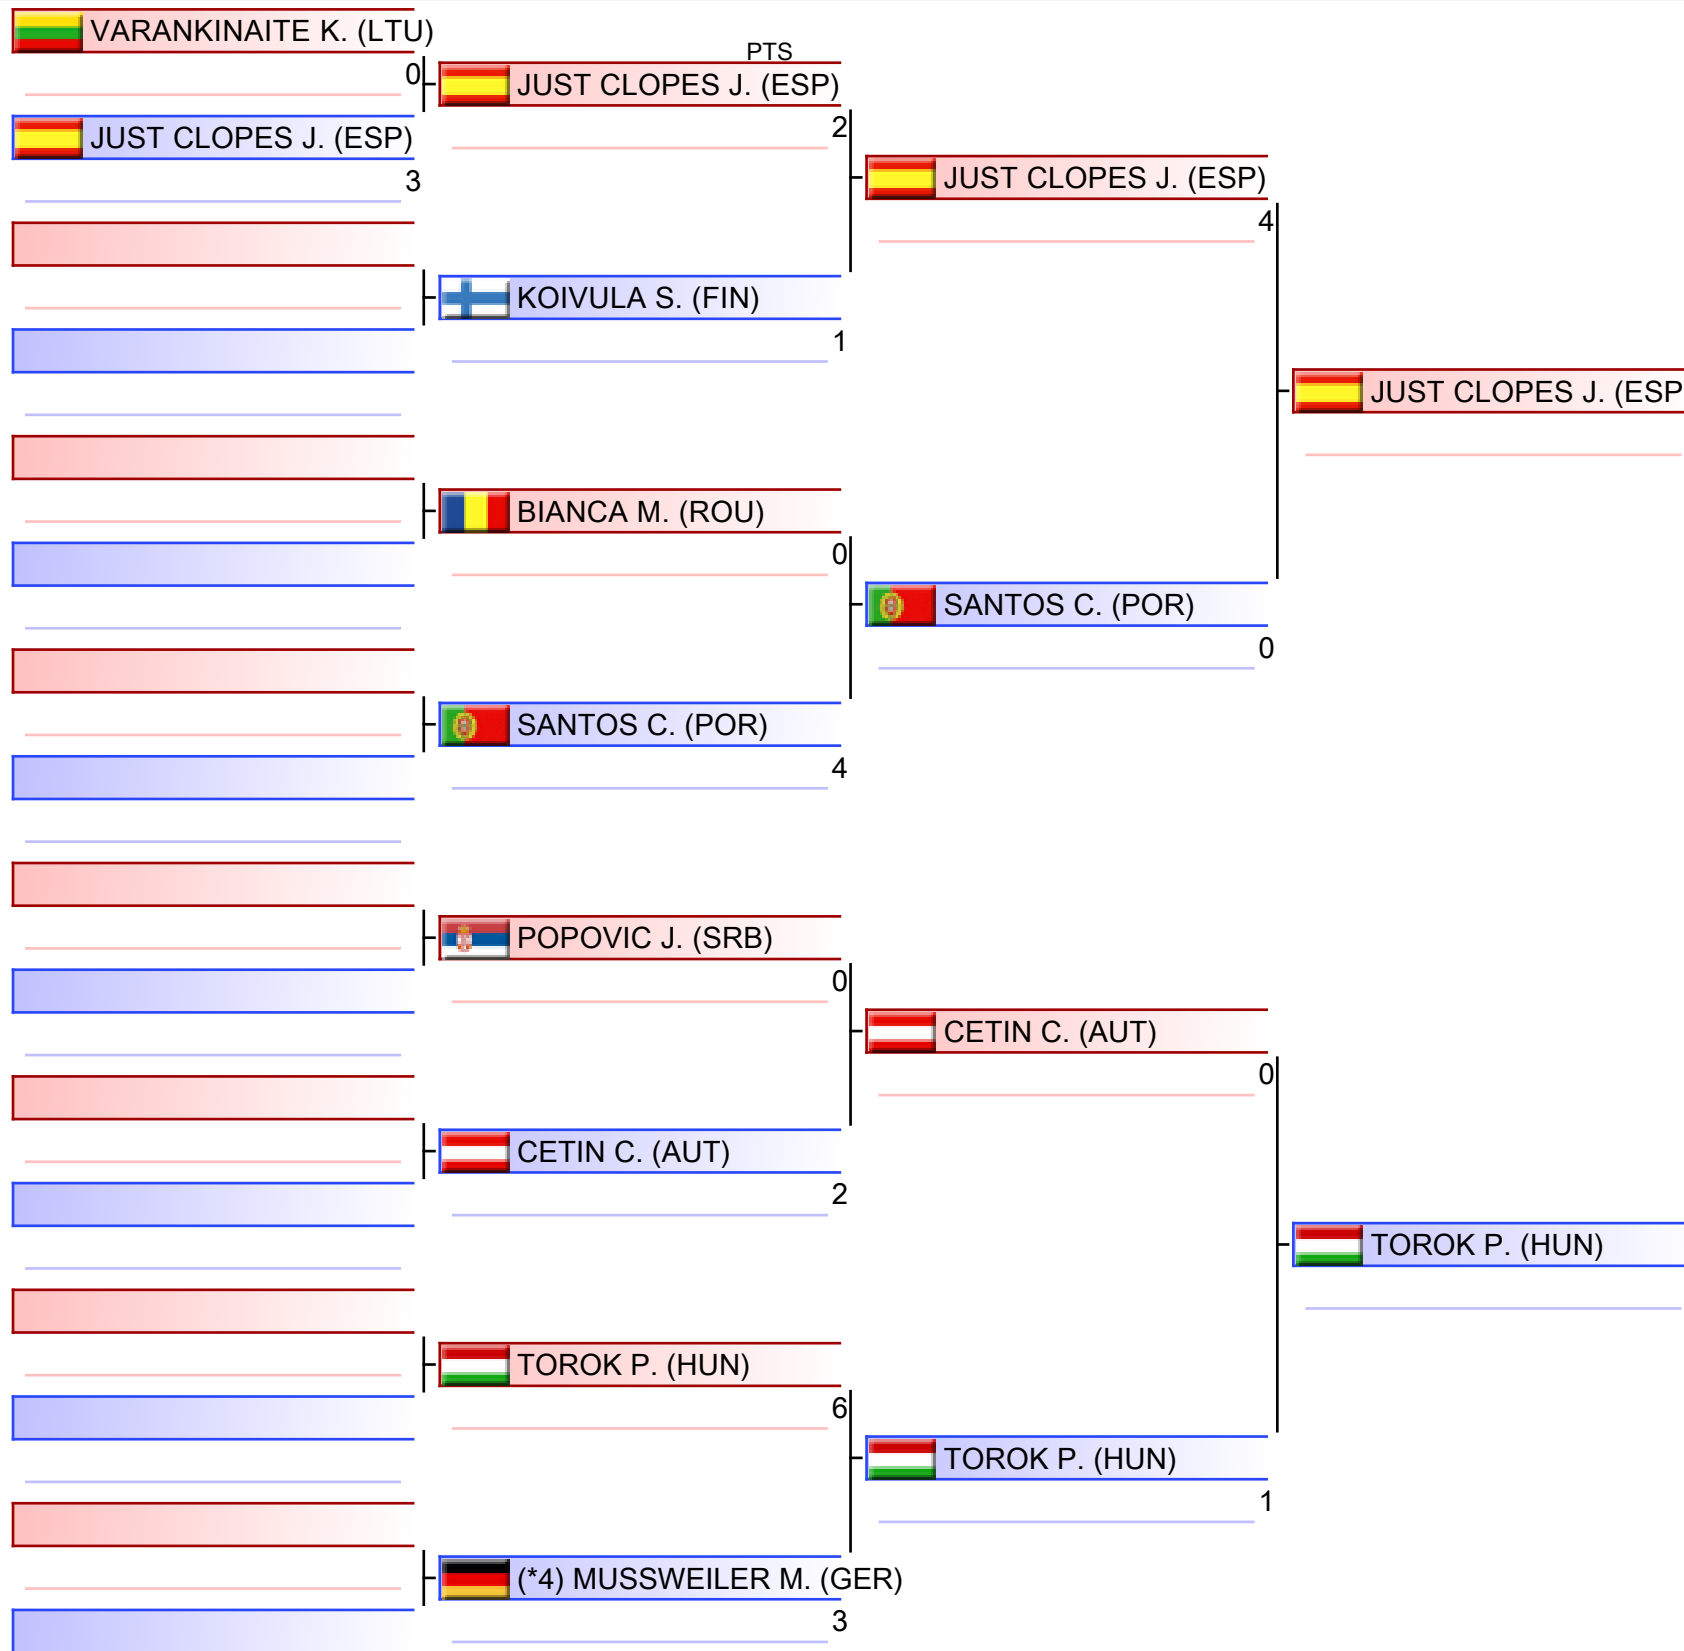 VARANKINAITE K. (LTU)
0
JUST CLOPES J. (ESP)
3
PTS
JUST CLOPES J. (ESP)
2
KOIVULA S. (FIN)
1
BIANCA M. (ROU)
0
SANTOS C. (POR)
4
POPOVIC J. (SRB)
0
CETIN C. (AUT)
2
TOROK P. (HUN)
6
(*4) MUSSWEILER M. (GER)
3
JUST CLOPES J. (ESP)
4
SANTOS C. (POR)
0
CETIN C. (AUT)
0
TOROK P. (HUN)
1
JUST CLOPES J. (ESP
TOROK P. (HUN)